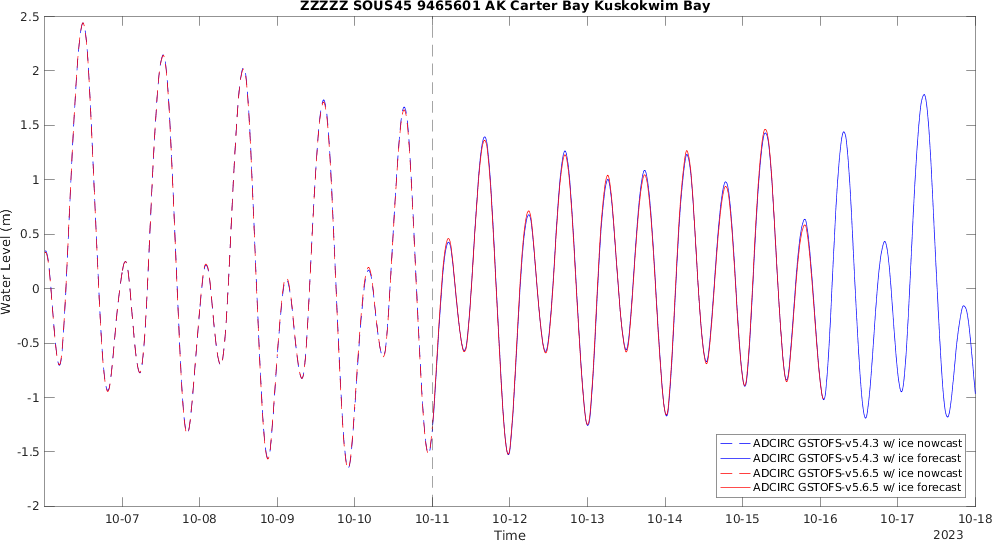 ZZZZZ SOUS45 9465601 AK Carter Bay Kuskokwim Bay
2.5
2
1.5
1
0.5
0
-0.5
-1
-1.5
-2
Water Level (m)
10-07 10-08 10-09 10-10 10-11 10-12 10-13 10-14 10-15 10-16 10-17 10-18
Time
2023
ADCIRC GSTOFS-v5.4.3 w/ ice nowcast
ADCIRC GSTOFS-v5.4.3 w/ ice forecast
ADCIRC GSTOFS-v5.6.5 w/ ice nowcast
ADCIRC GSTOFS-v5.6.5 w/ ice forecast